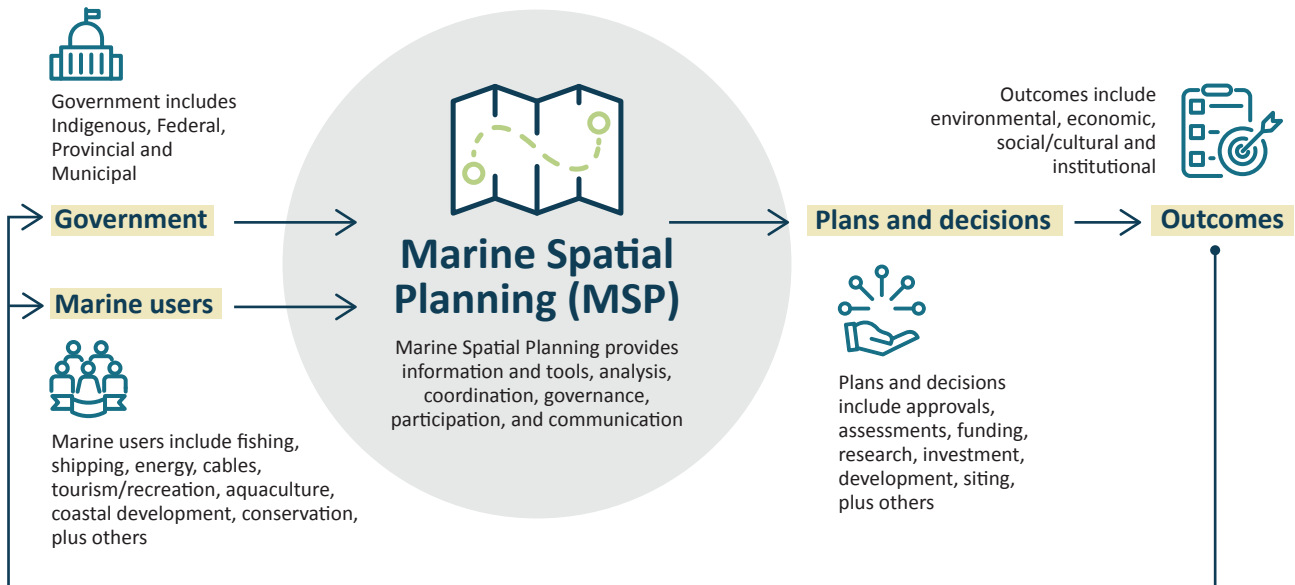 Government includes
Indigenous, Federal,
Provincial and
Municipal
Government
Marine users
Marine users include fishing,
shipping, energy, cables,
tourism/recreation, aquaculture,
coastal development, conservation,
plus others
Marine Spatial
Planning (MSP)
Marine Spatial Planning provides
information and tools, analysis,
coordination, governance,
participation, and communication
Plans and decisions
Plans and decisions
include approvals,
assessments, funding,
research, investment,
development, siting,
plus others
Outcomes include
environmental, economic,
social/cultural and
institutional
Outcomes